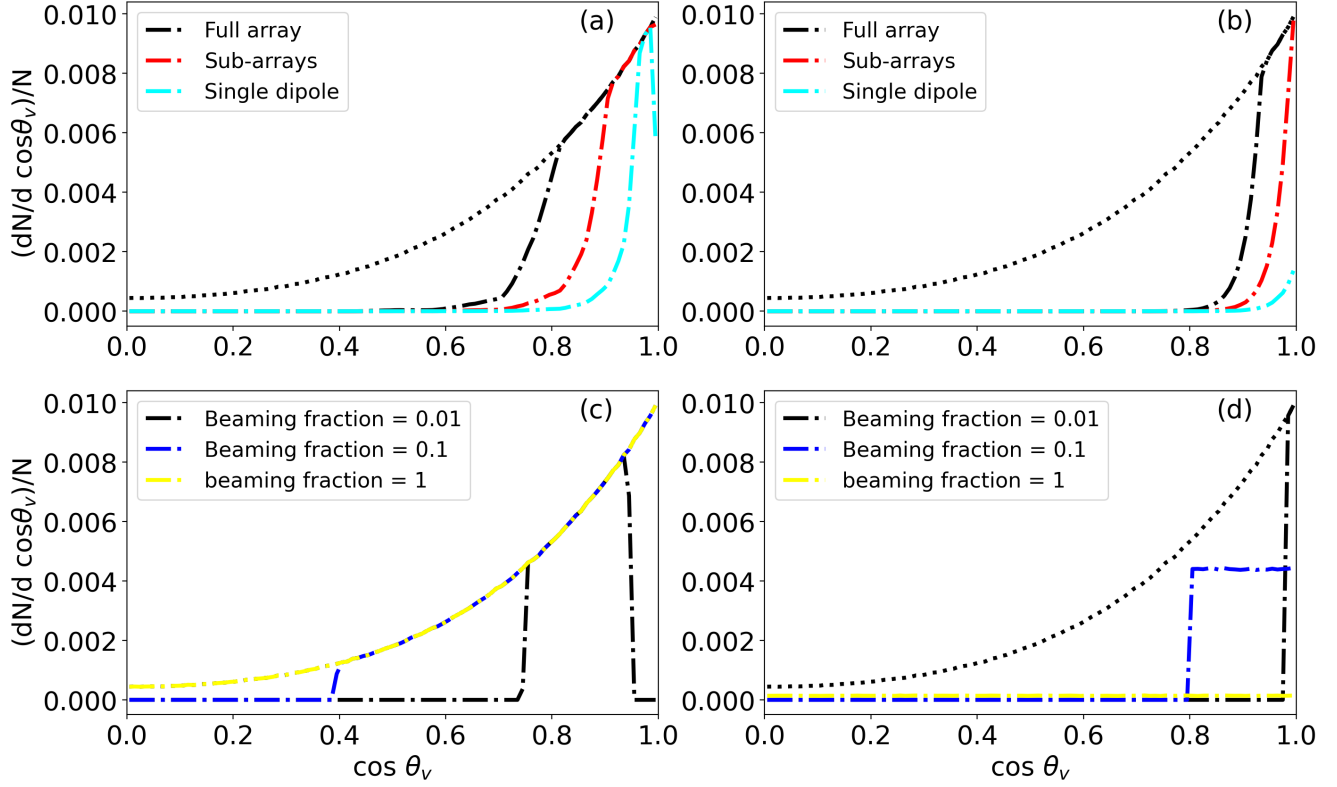 (a)
Full array
Sub-arrays
Single dipole
(dN/d cosθv)/N
0.010
0.008
0.006
0.004
0.002
0.000
0.0 0.2 0.4 0.6 0.8 1.0
(b)
Full array
Sub-arrays
Single dipole
0.010
0.008
0.006
0.004
0.002
0.000
0.0 0.2 0.4 0.6 0.8 1.0
(c)
Beaming fraction = 0.01
Beaming fraction = 0.1
beaming fraction = 1
(dN/d cosθv)/N
0.010
0.008
0.006
0.004
0.002
0.000
0.0 0.2 0.4 0.6 0.8 1.0
cos θv
(d)
Beaming fraction = 0.01
Beaming fraction = 0.1
beaming fraction = 1
0.010
0.008
0.006
0.004
0.002
0.000
0.0 0.2 0.4 0.6 0.8 1.0
cos θv